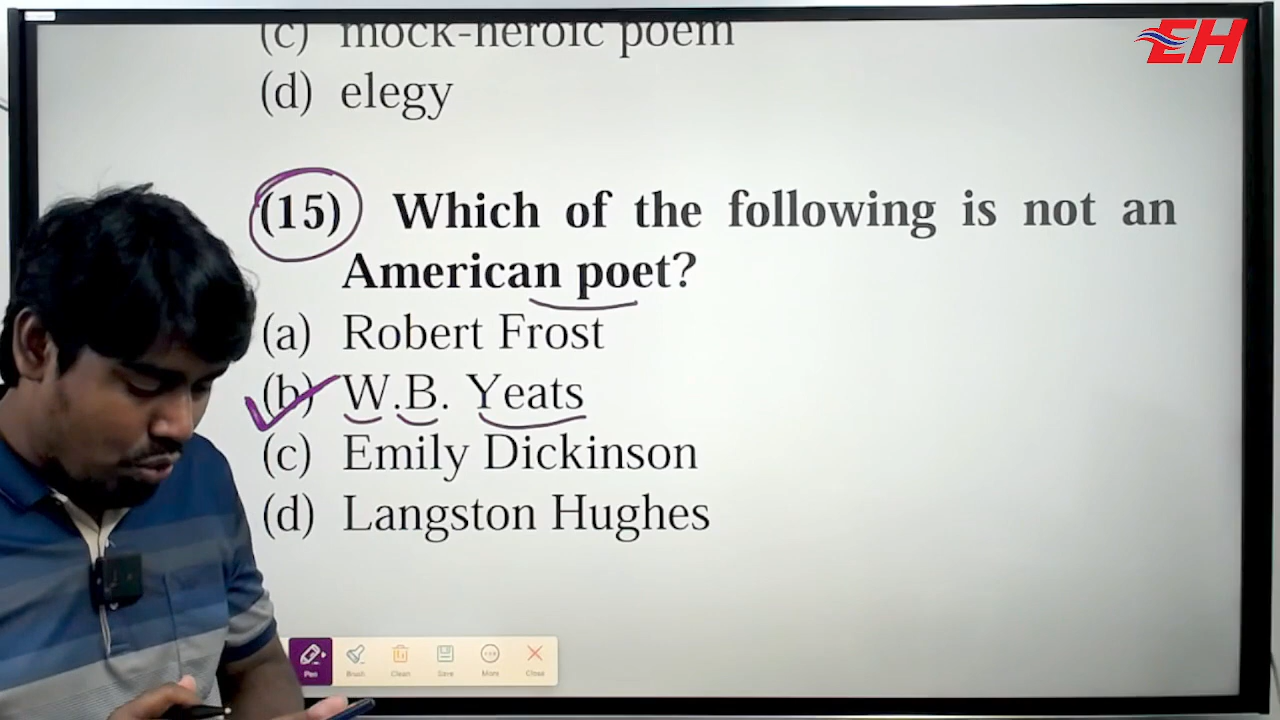 EH
(c) mock-heroic poem
(d) elegy
(15) Which of the following is not an
American poet?
(a) Robert Frost
(b) W.B. Yeats
(c) Emily Dickinson
(d) Langston Hughes
Pen Brush Clean Save More Close